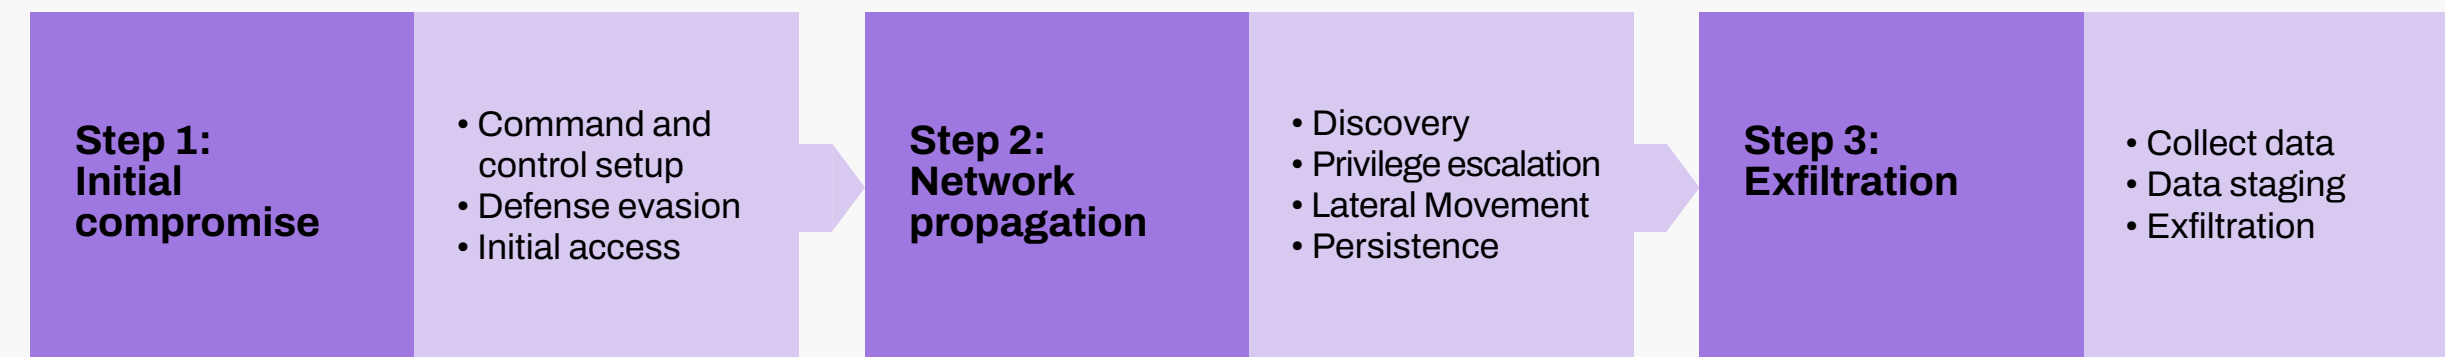 Step 1:
Initial
compromise
• Command and
control setup
• Defense evasion
• Initial access
Step 2:
Network
propagation
• Discovery
• Privilege escalation
• Lateral Movement
• Persistence
Step 3:
Exfiltration
• Collect data
• Data staging
• Exfiltration